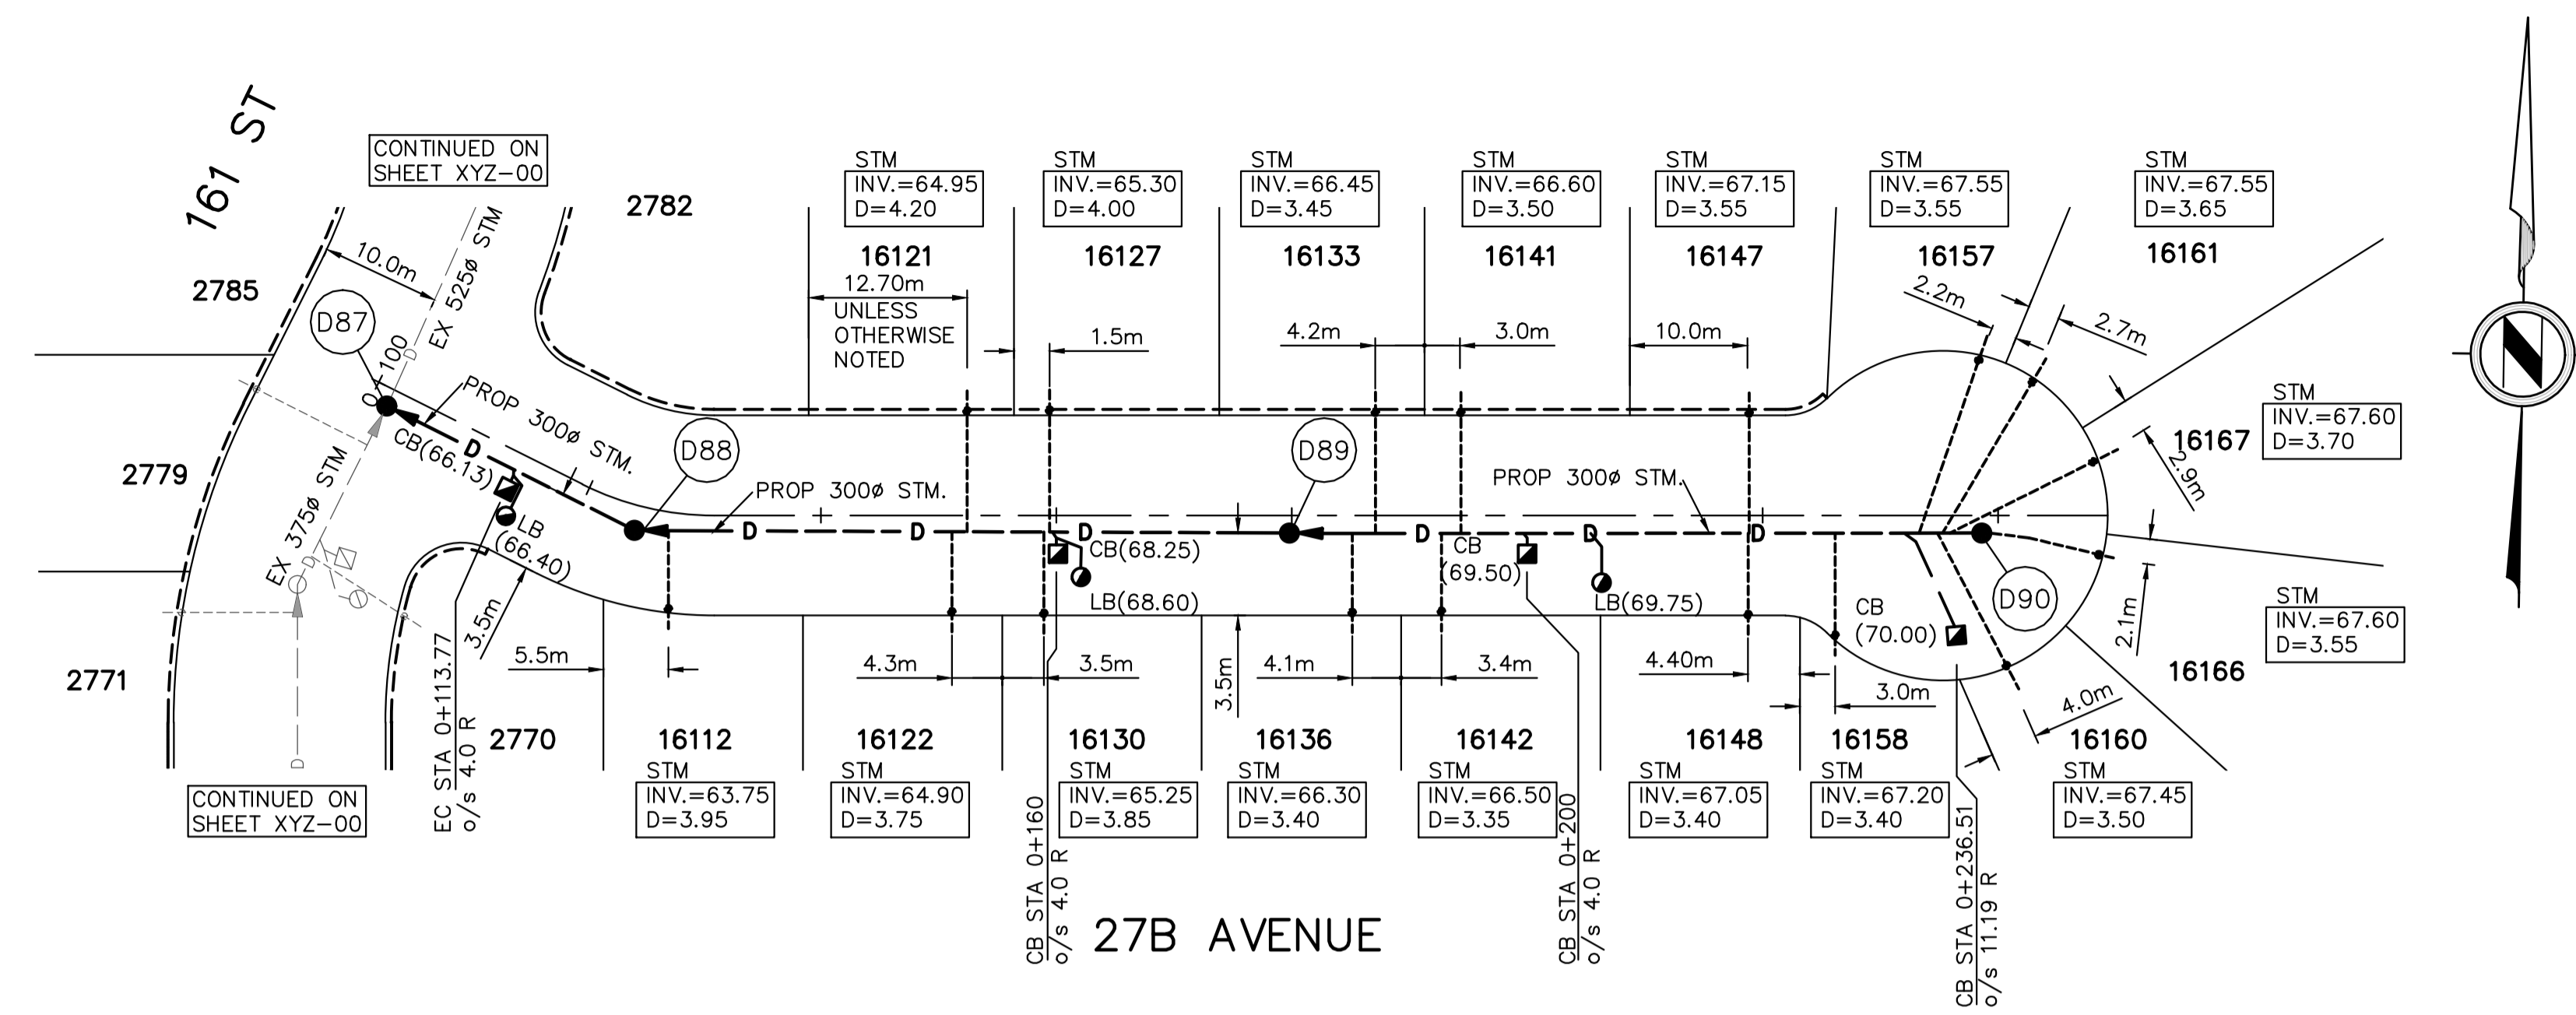 161 ST
CONTINUED ON
SHEET XYZ-00
2782
2785
10.0m
EX 525ø STM
D87
0+100
D
PROP 300ø STM.
D
CB(66.13)
LB
(66.40)
EX 375ø STM
D
D
2779
2771
CONTINUED ON
SHEET XYZ-00
EC STA 0+113.77
o/s 4.0 R
3.5m
2770
D88
PROP 300ø STM.
STM
INV.=64.95
D=4.20
16121
12.70m
UNLESS
OTHERWISE
NOTED
STM
INV.=65.30
D=4.00
16127
1.5m
STM
INV.=66.45
D=3.45
16133
4.2m
STM
INV.=66.60
D=3.50
16141
3.0m
STM
INV.=67.15
D=3.55
16147
10.0m
STM
INV.=67.55
D=3.55
16157
2.2m
STM
INV.=67.55
D=3.65
16161
2.7m
STM
INV.=67.60
D=3.70
16167
2.9m
STM
INV.=67.60
D=3.55
16166
2.1m
D89
PROP 300ø STM.
D
D
D
D
D
D
CB(68.25)
LB(68.60)
CB
(69.50)
LB(69.75)
CB
(70.00)
D90
N
5.5m
4.3m
3.5m
3.5m
4.1m
3.4m
4.40m
3.0m
4.0m
16112
STM
INV.=63.75
D=3.95
16122
STM
INV.=64.90
D=3.75
16130
STM
INV.=65.25
D=3.85
16136
STM
INV.=66.30
D=3.40
16142
STM
INV.=66.50
D=3.35
16148
STM
INV.=67.05
D=3.40
16158
STM
INV.=67.20
D=3.40
16160
STM
INV.=67.45
D=3.50
CB STA 0+160
o/s 4.0 R
27B AVENUE
CB STA 0+200
o/s 4.0 R
CB STA 0+236.51
o/s 11.19 R